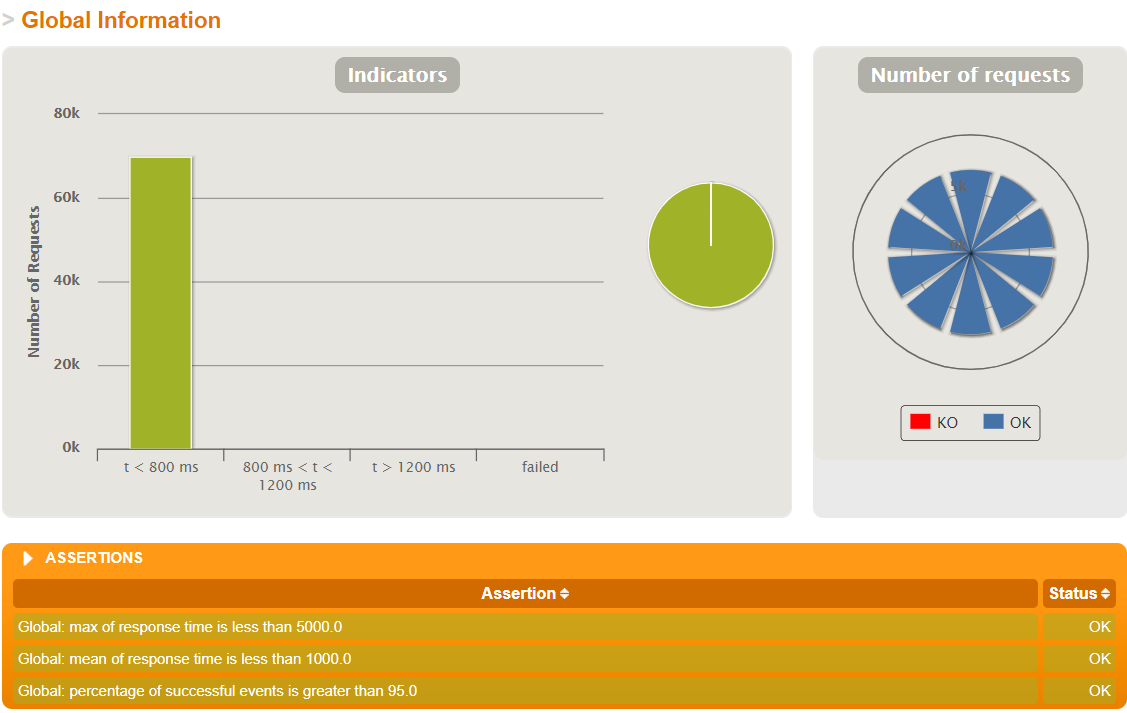 > Global Information
Indicators
Number of requests
80k
60k
40k
20k
0k
Number of Requests
t < 800 ms
800 ms < t <
1200 ms
t > 1200 ms
failed
5k
0k
KO
OK
ASSERTIONS
Assertion
Status
Global: max of response time is less than 5000.0
OK
Global: mean of response time is less than 1000.0
OK
Global: percentage of successful events is greater than 95.0
OK